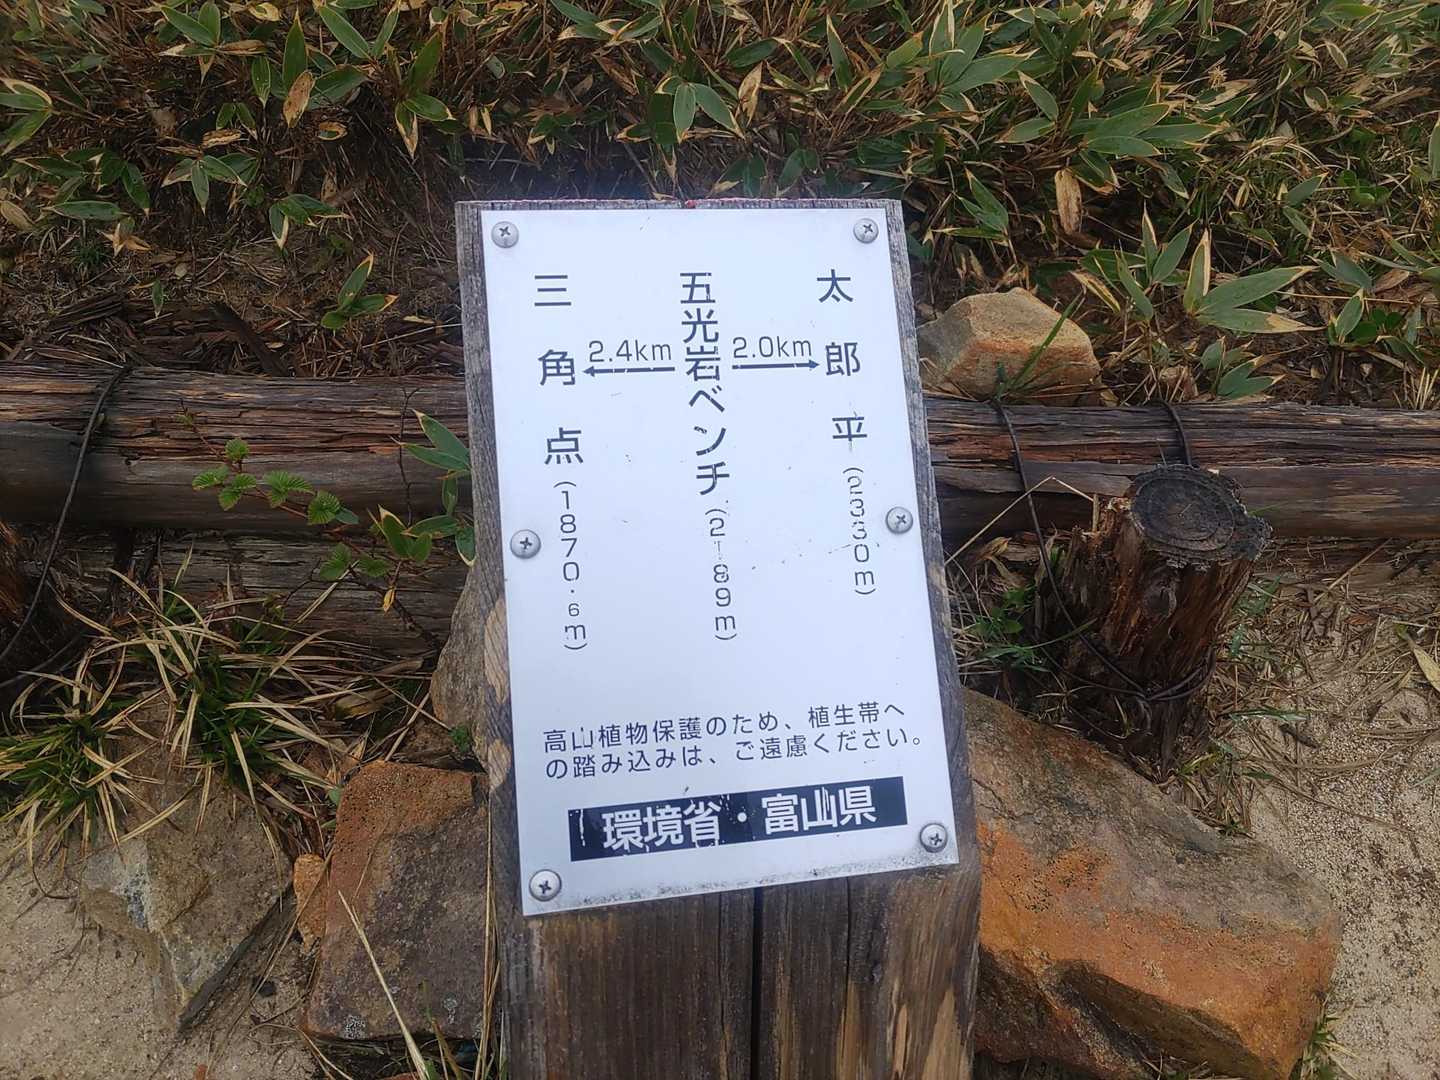 太郎平(2330m)
2.0km
五光岩ベンチ(2189m)
2.4km
三角点(1870.6m)
高山植物保護のため、植生帯へ
の踏み込みは、ご遠慮ください。
環境省・富山県